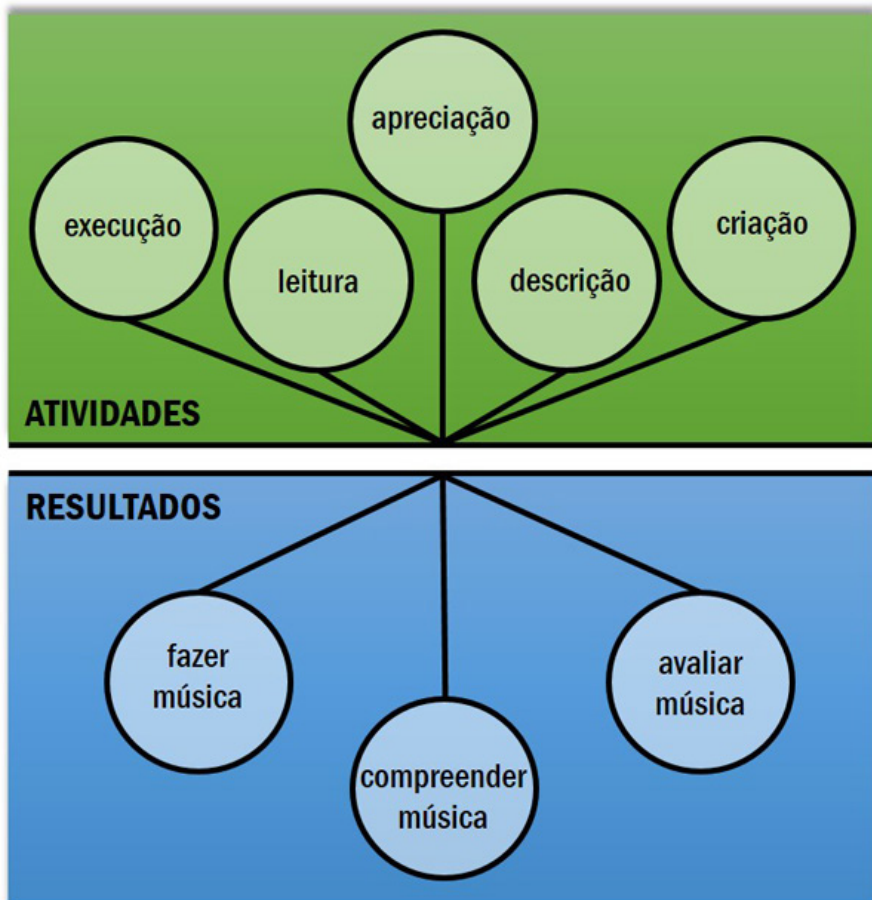 apreciação
execução
criação
leitura
descrição
ATIVIDADES
RESULTADOS
fazer
música
avaliar
música
compreender
música